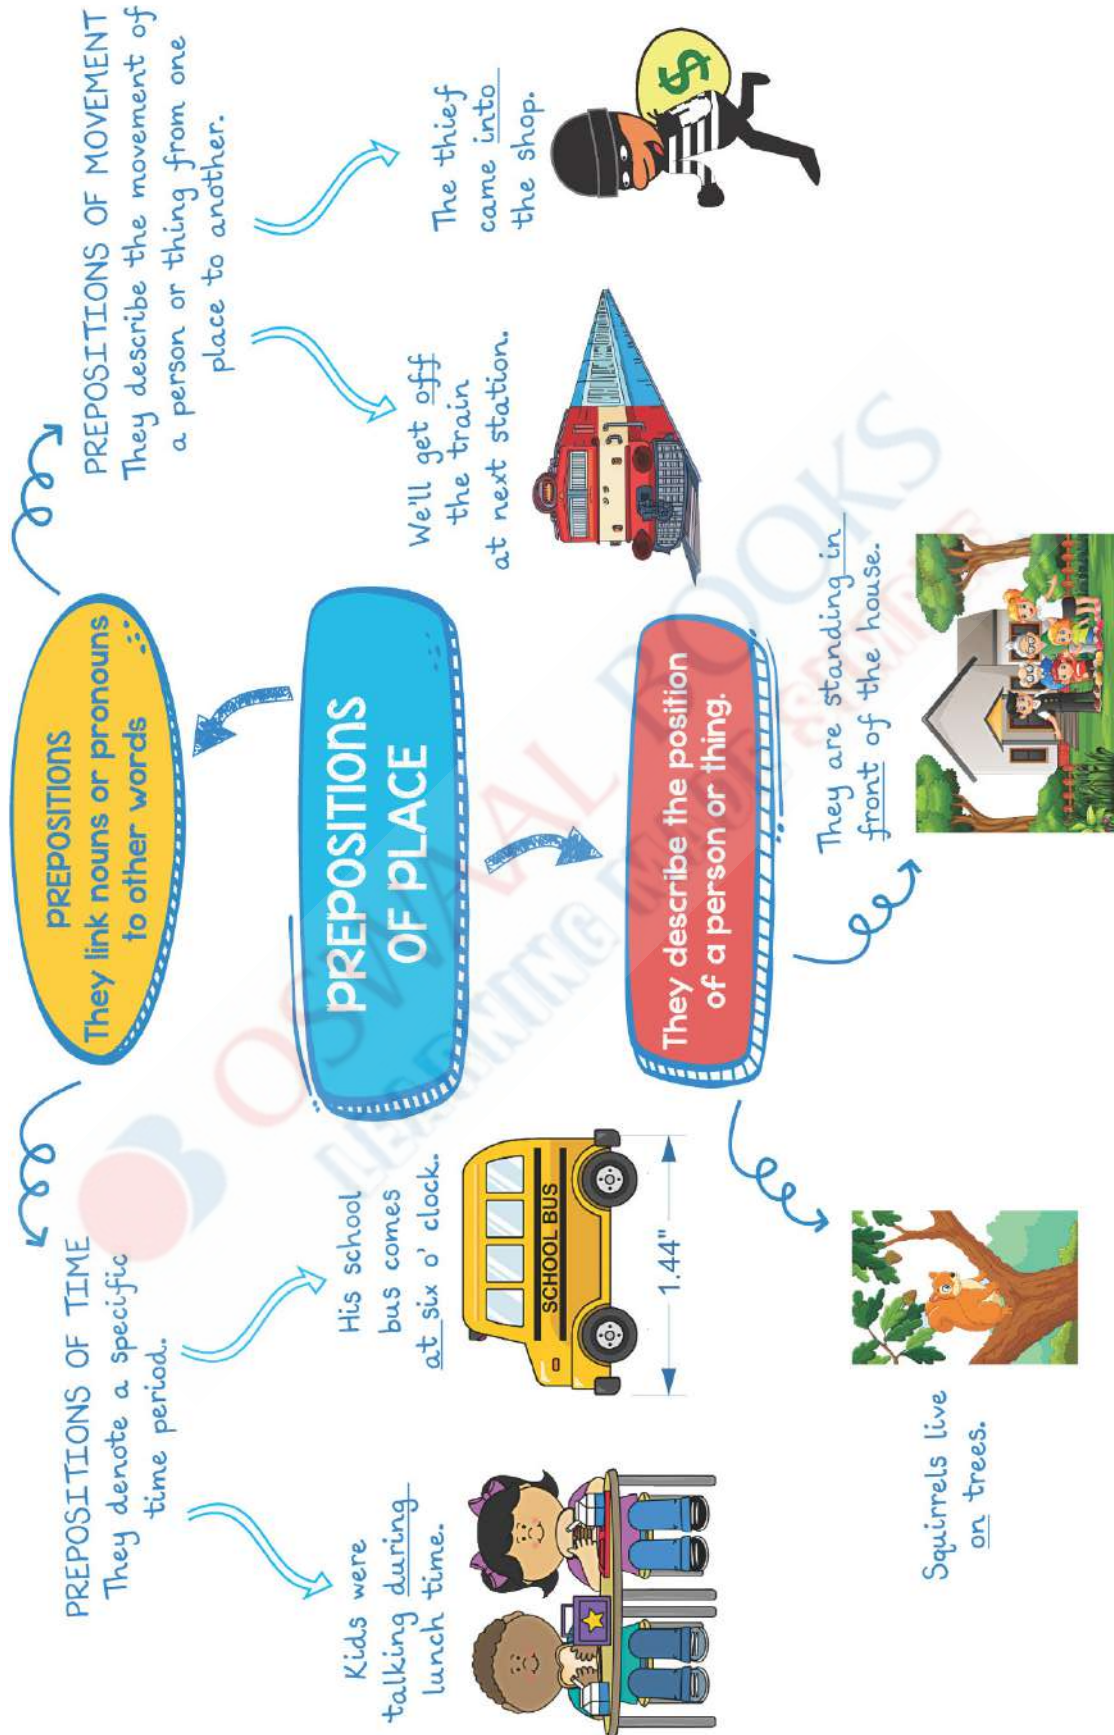 PREPOSITIONS
They link nouns or pronouns
to other words
PREPOSITIONS OF TIME
They denote a specific
time period.
Kids were
talking during
lunch time.
His school
bus comes
at six o' clock.
SCHOOL BUS
1.44"
PREPOSITIONS OF MOVEMENT
They describe the movement of
a person or thing from one
place to another.
We'll get off
the train
at next station.
The thief
came into
the shop.
$
PREPOSITIONS
OF PLACE
They describe the position
of a person or thing.
Squirrels live
on trees.
They are standing in
front of the house.
OSWAAL BOOKS
LEARNING MADE SIMPLE